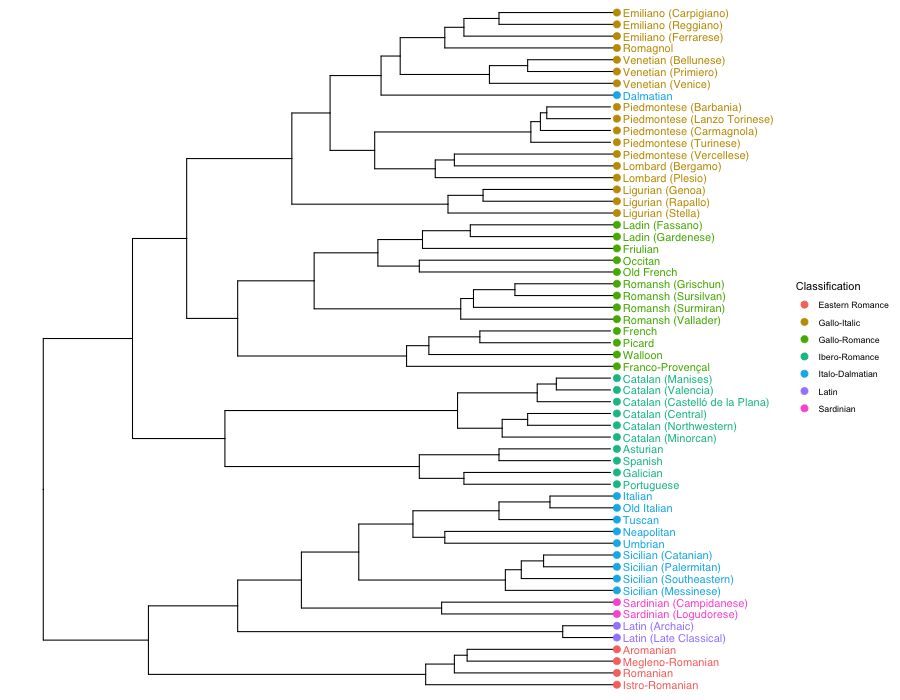 Emiliano (Carpigiano)
Emiliano (Reggiano)
Emiliano (Ferrarese)
Romagnol
Venetian (Bellunese)
Venetian (Primiero)
Venetian (Venice)
Dalmatian
Piedmontese (Barbania)
Piedmontese (Lanzo Torinese)
Piedmontese (Carmagnola)
Piedmontese (Turinese)
Piedmontese (Vercellese)
Lombard (Bergamo)
Lombard (Plesio)
Ligurian (Genoa)
Ligurian (Rapallo)
Ligurian (Stella)
Ladin (Fassano)
Ladin (Gardenese)
Friulian
Occitan
Old French
Romansh (Grischun)
Romansh (Sursilvan)
Romansh (Surmiran)
Romansh (Vallader)
French
Picard
Walloon
Franco-Provençal
Catalan (Manises)
Catalan (Valencia)
Catalan (Castelló de la Plana)
Catalan (Central)
Catalan (Northwestern)
Catalan (Minorcan)
Asturian
Spanish
Galician
Portuguese
Italian
Old Italian
Tuscan
Neapolitan
Umbrian
Sicilian (Catanian)
Sicilian (Palermitan)
Sicilian (Southeastern)
Sicilian (Messinese)
Sardinian (Campidanese)
Sardinian (Logudorese)
Latin (Archaic)
Latin (Late Classical)
Aromanian
Megleno-Romanian
Romanian
Istro-Romanian
Classification
Eastern Romance
Gallo-Italic
Gallo-Romance
Ibero-Romance
Italo-Dalmatian
Latin
Sardinian